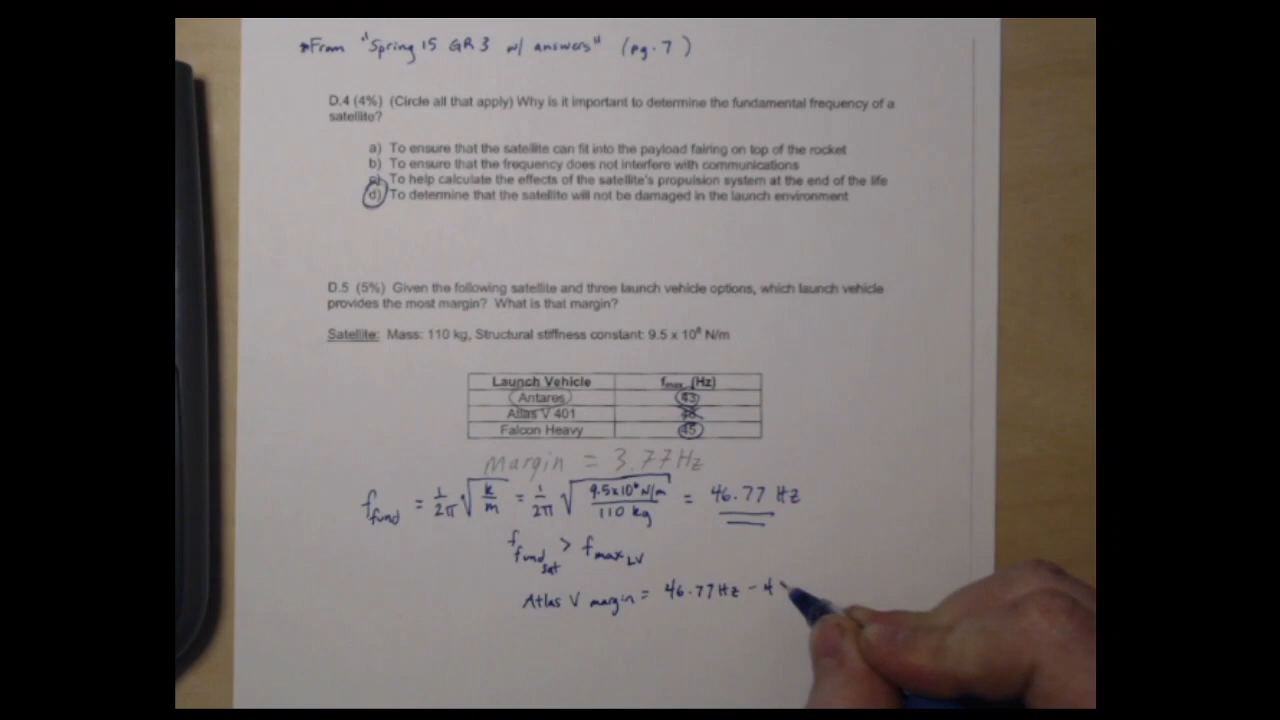 *From "Spring 15 GR3 w/ answers" (pg. 7)
D.4 (4%) (Circle all that apply) Why is it important to determine the fundamental frequency of a
satellite?
a) To ensure that the satellite can fit into the payload fairing on top of the rocket
b) To ensure that the frequency does not interfere with communications
c) To help calculate the effects of the satellite's propulsion system at the end of the life
d) To determine that the satellite will not be damaged in the launch environment
D.5 (5%) Given the following satellite and three launch vehicle options, which launch vehicle
provides the most margin? What is that margin?
Satellite: Mass: 110 kg, Structural stiffness constant: 9.5 x 10⁶ N/m
Launch Vehicle fmax (Hz)
Antares 43
Atlas V 401 48
Falcon Heavy 45
Margin = 3.77Hz
f fund = 1/2π √(k/m) = 1/2π √(9.5x10⁶ N/m / 110 kg) = 46.77 Hz
f fund sat > f max LV
Atlas V margin = 46.77Hz - 4